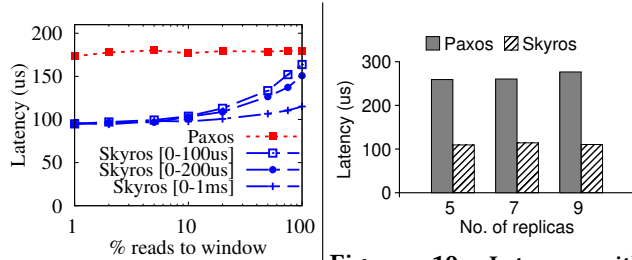 200
150
100
50
0
Latency (us)
Paxos
Skyros [0-100us]
Skyros [0-200us]
Skyros [0-1ms]
1 10 100
% reads to window
Paxos Skyros
300
200
100
0
Latency (us)
5 7 9
No. of replicas